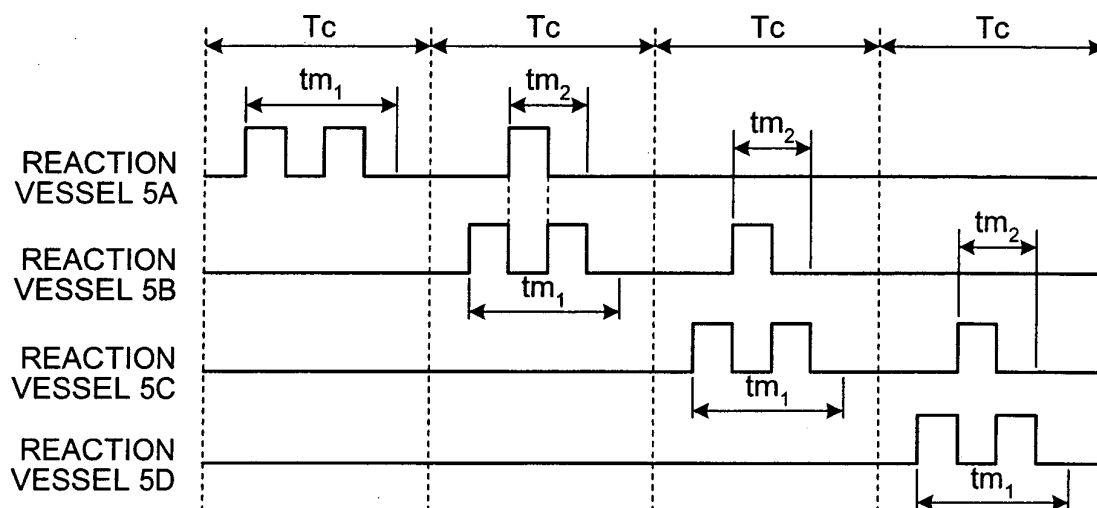 Tc Tc Tc Tc
tm₁ tm₂
tm₂
REACTION
VESSEL 5A
tm₂
REACTION
VESSEL 5B
tm₁
REACTION
VESSEL 5C
tm₁
REACTION
VESSEL 5D
tm₁